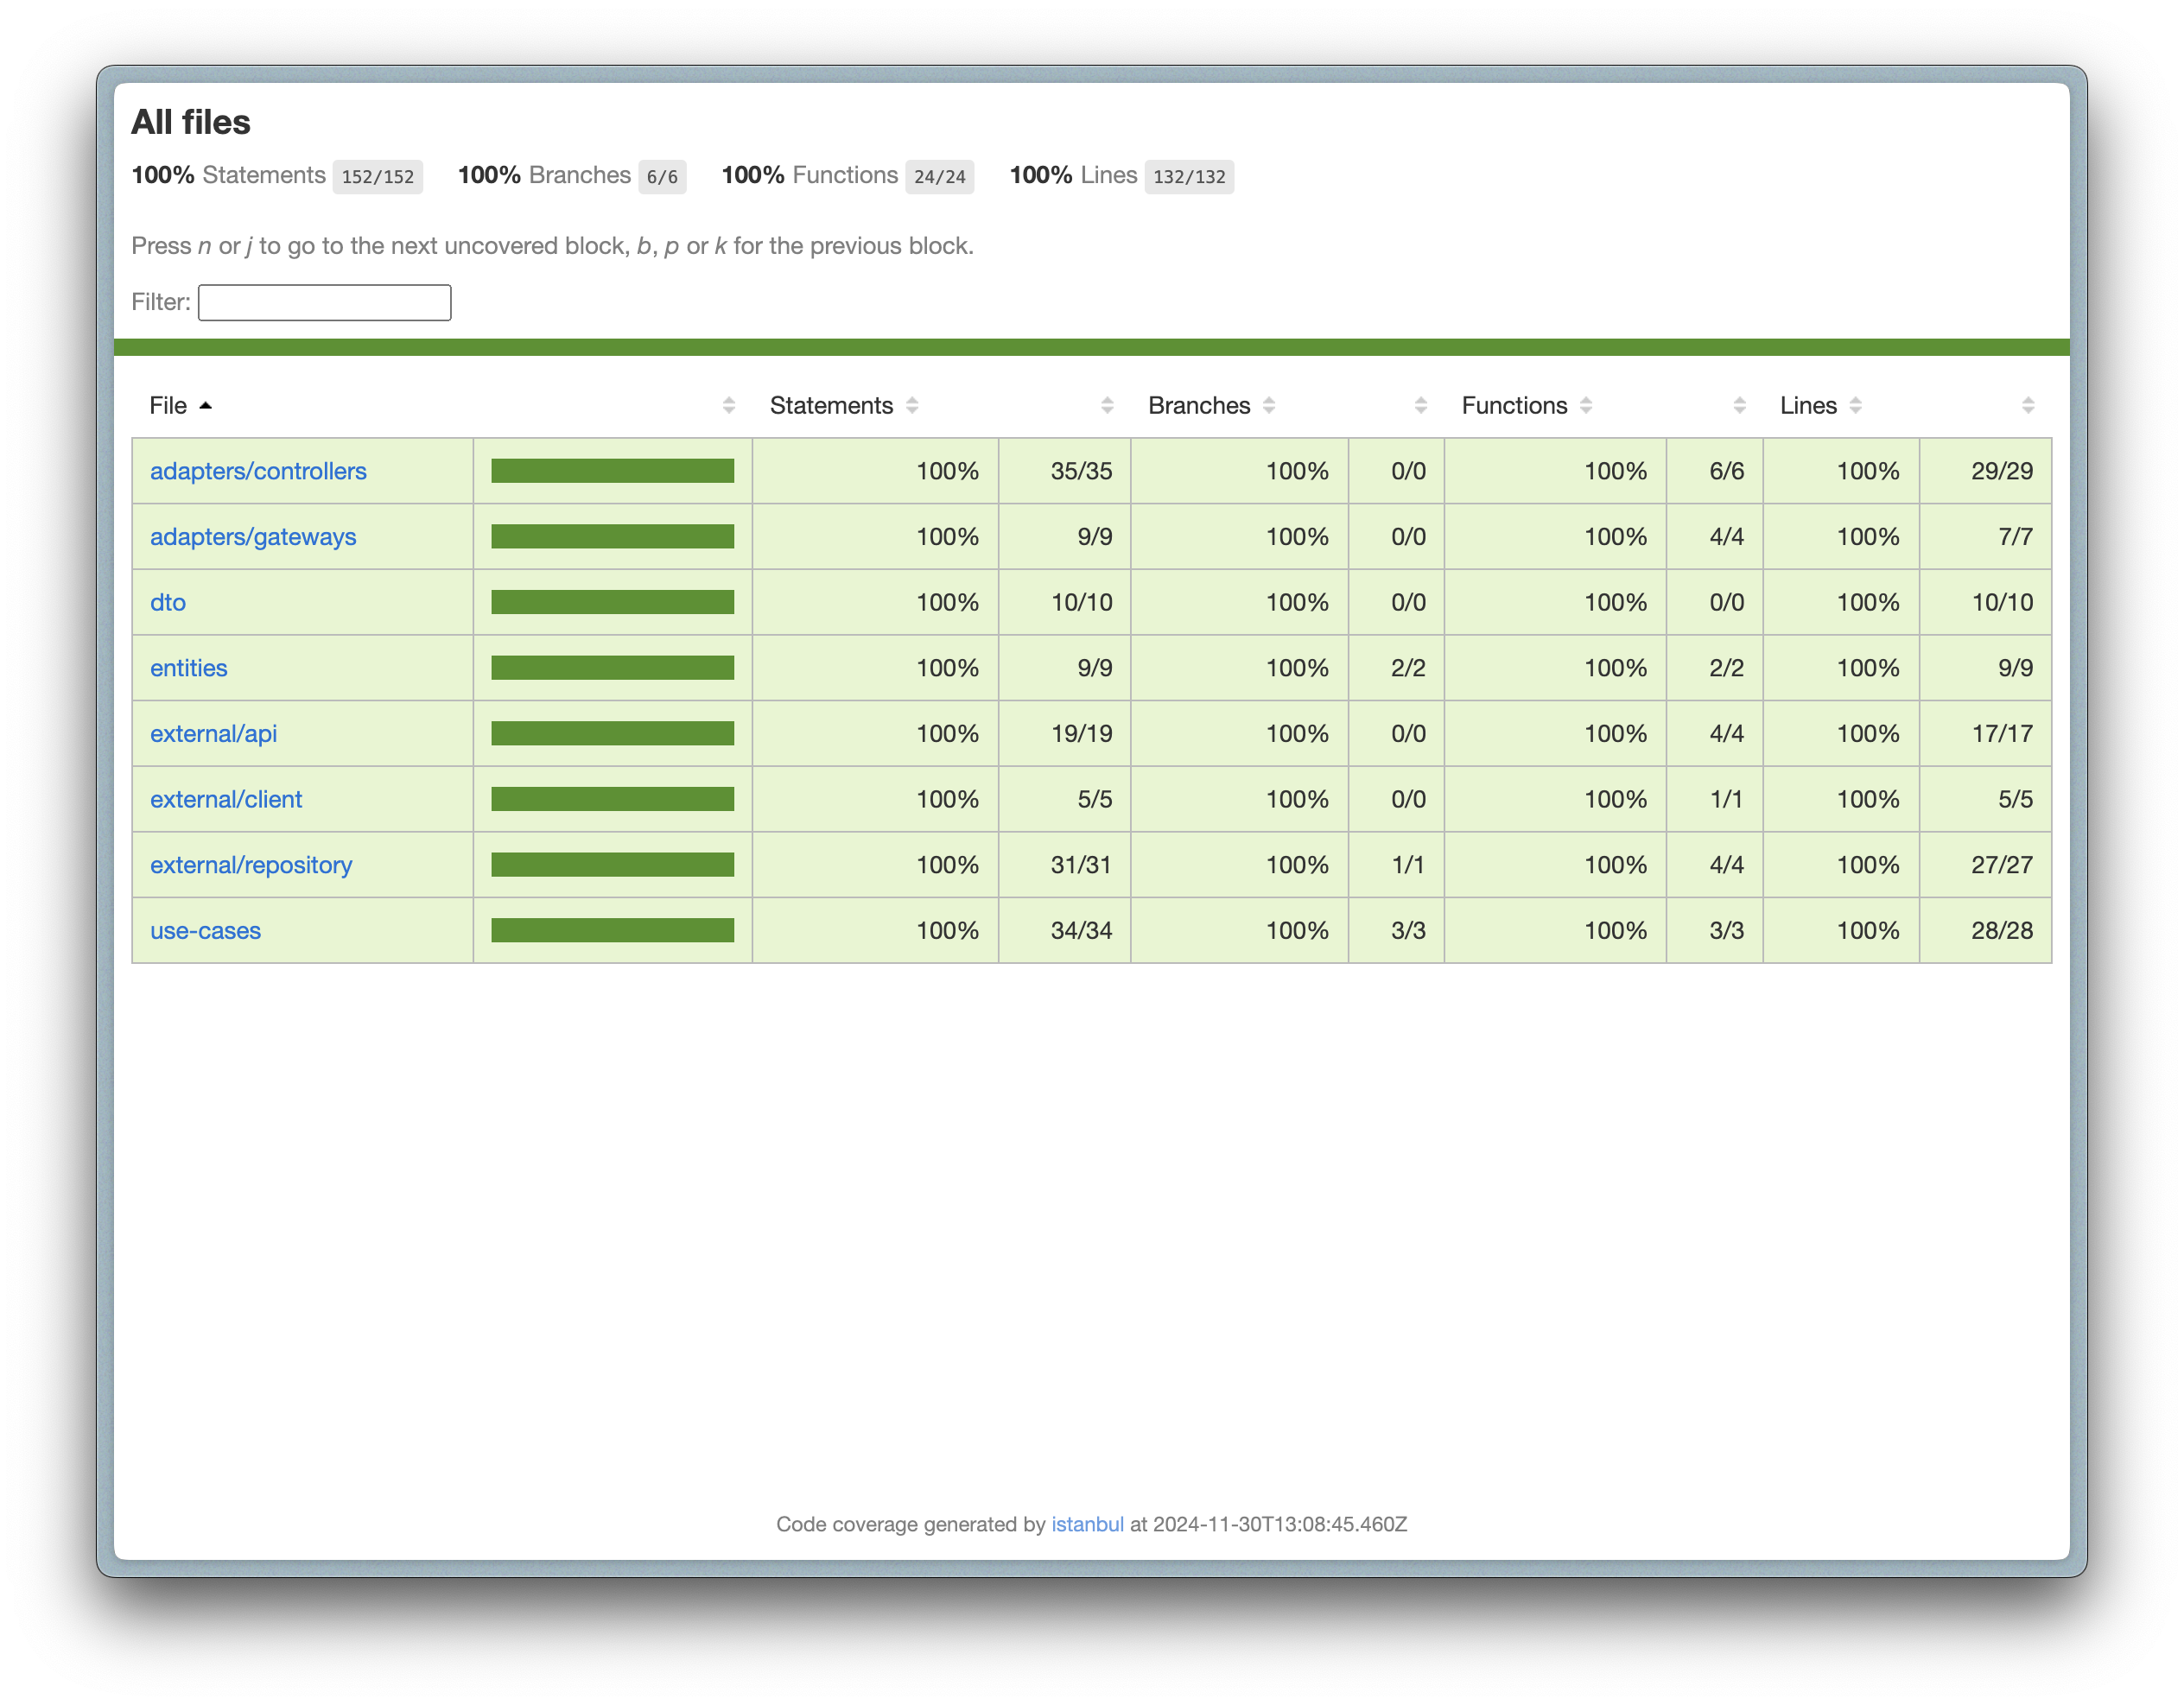 All files
100% Statements 152/152 100% Branches 6/6 100% Functions 24/24 100% Lines 132/132
Press n or j to go to the next uncovered block, b, p or k for the previous block.
Filter:
File Statements Branches Functions Lines
adapters/controllers 100% 35/35 100% 0/0 100% 6/6 100% 29/29
adapters/gateways 100% 9/9 100% 0/0 100% 4/4 100% 7/7
dto 100% 10/10 100% 0/0 100% 0/0 100% 10/10
entities 100% 9/9 100% 2/2 100% 2/2 100% 9/9
external/api 100% 19/19 100% 0/0 100% 4/4 100% 17/17
external/client 100% 5/5 100% 0/0 100% 1/1 100% 5/5
external/repository 100% 31/31 100% 1/1 100% 4/4 100% 27/27
use-cases 100% 34/34 100% 3/3 100% 3/3 100% 28/28
Code coverage generated by istanbul at 2024-11-30T13:08:45.460Z